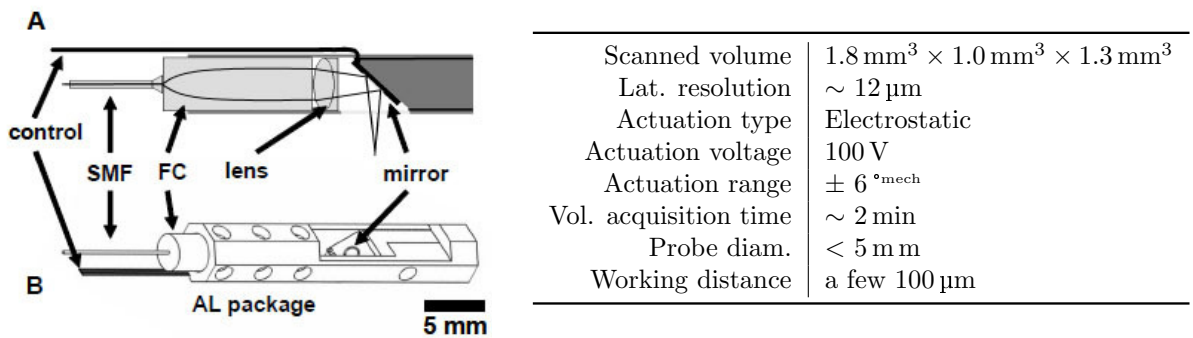 A
control
SMF FC lens mirror
B
AL package
5 mm
Scanned volume 1.8 mm³ × 1.0 mm³ × 1.3 mm³
Lat. resolution ∼ 12 µm
Actuation type Electrostatic
Actuation voltage 100 V
Actuation range ± 6 °mech
Vol. acquisition time ∼ 2 min
Probe diam. < 5 m m
Working distance a few 100 µm